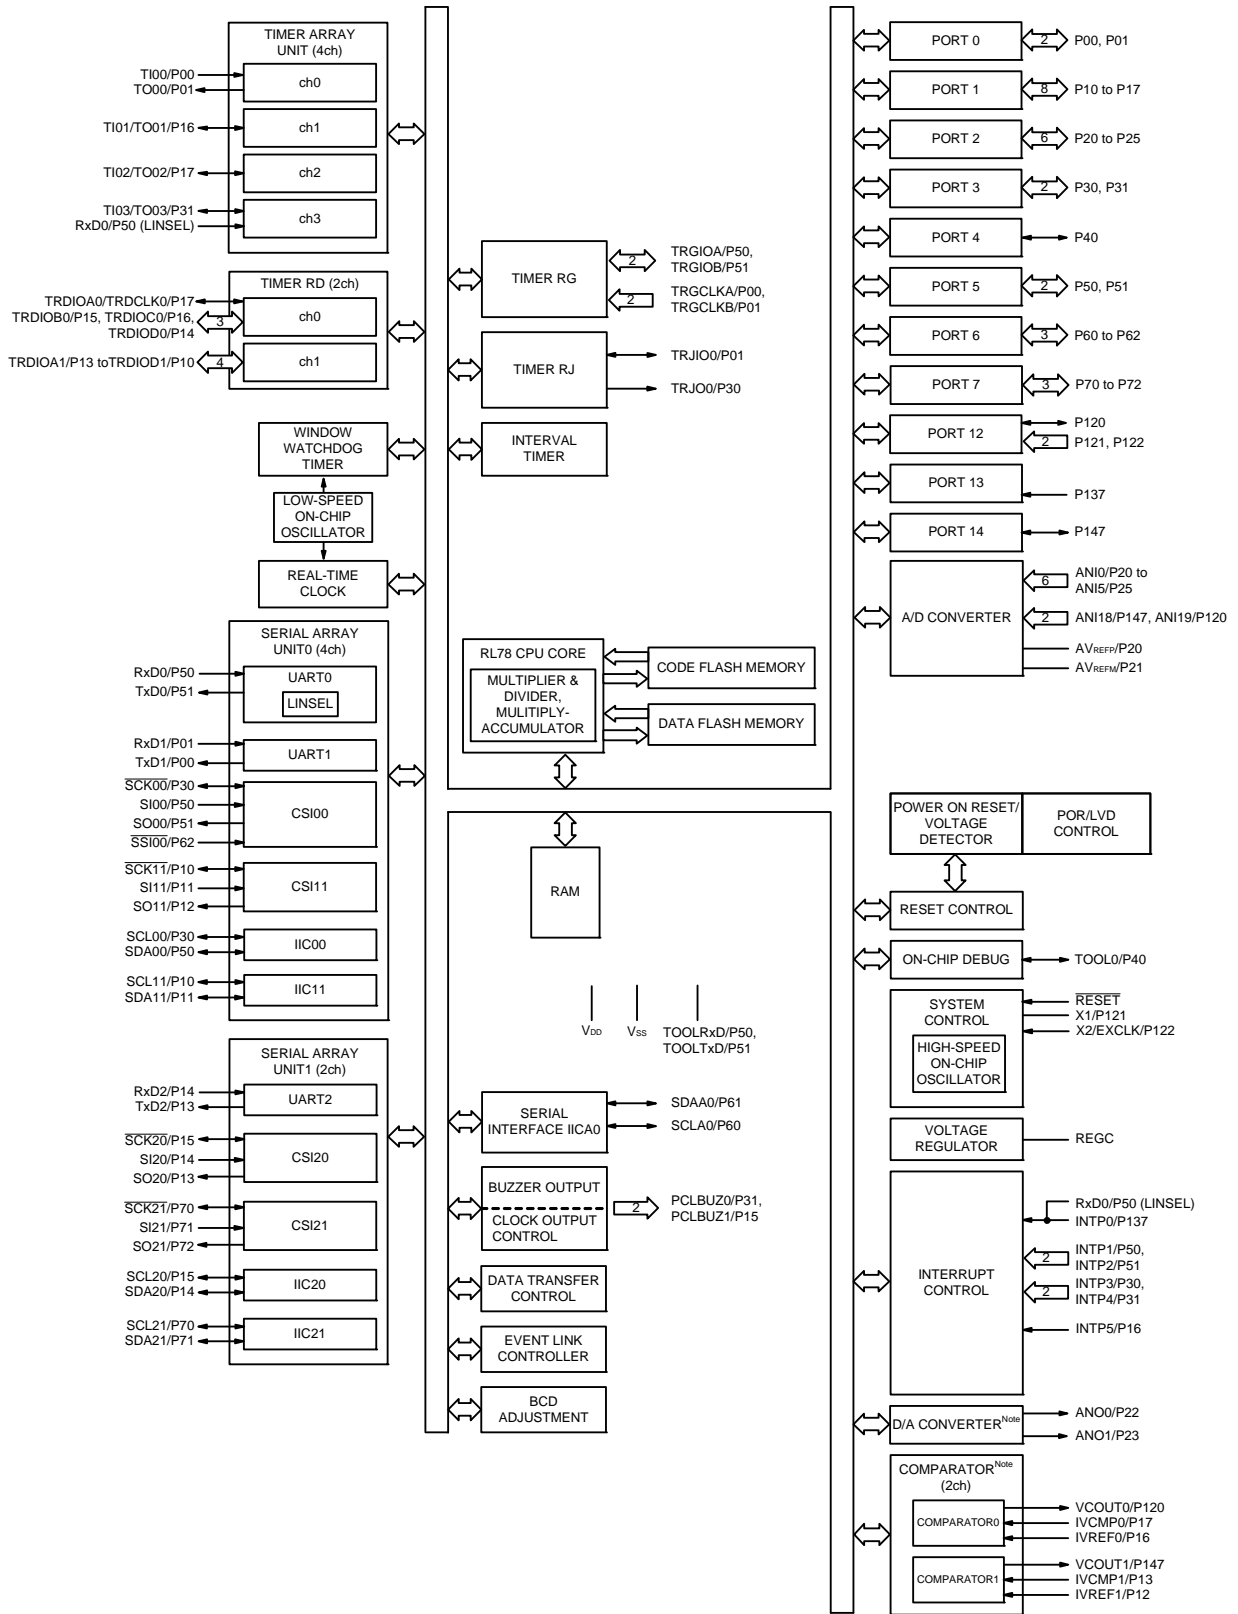 TIMER ARRAY
UNIT (4ch)
TI00/P00
TO00/P01
ch0
TI01/TO01/P16
ch1
TI02/TO02/P17
ch2
TI03/TO03/P31
RxD0/P50 (LINSEL)
ch3
TIMER RD (2ch)
TRDIOA0/TRDCLK0/P17
TRDIOB0/P15, TRDIOC0/P16,
TRDIOD0/P14
3
ch0
TRDIOA1/P13 toTRDIOD1/P10
4
ch1
WINDOW
WATCHDOG
TIMER
LOW-SPEED
ON-CHIP
OSCILLATOR
REAL-TIME
CLOCK
SERIAL ARRAY
UNIT0 (4ch)
RxD0/P50
TxD0/P51
UART0
LINSEL
RxD1/P01
TxD1/P00
UART1
SCK00/P30
SI00/P50
SO00/P51
SSI00/P62
CSI00
SCK11/P10
SI11/P11
SO11/P12
CSI11
SCL00/P30
SDA00/P50
IIC00
SCL11/P10
SDA11/P11
IIC11
SERIAL ARRAY
UNIT1 (2ch)
RxD2/P14
TxD2/P13
UART2
SCK20/P15
SI20/P14
SO20/P13
CSI20
SCK21/P70
SI21/P71
SO21/P72
CSI21
SCL20/P15
SDA20/P14
IIC20
SCL21/P70
SDA21/P71
IIC21
TIMER RG
2
TRGIOA/P50,
TRGIOB/P51
2
TRGCLKA/P00,
TRGCLKB/P01
TIMER RJ
TRJIO0/P01
TRJO0/P30
INTERVAL
TIMER
RL78 CPU CORE
MULTIPLIER &
DIVIDER,
MULITIPLY-
ACCUMULATOR
CODE FLASH MEMORY
DATA FLASH MEMORY
RAM
VDD
VSS
TOOLRxD/P50,
TOOLTxD/P51
SERIAL
INTERFACE IICA0
SDAA0/P61
SCLA0/P60
BUZZER OUTPUT
CLOCK OUTPUT
CONTROL
2
PCLBUZ0/P31,
PCLBUZ1/P15
DATA TRANSFER
CONTROL
EVENT LINK
CONTROLLER
BCD
ADJUSTMENT
PORT 0
2
P00, P01
PORT 1
8
P10 to P17
PORT 2
6
P20 to P25
PORT 3
2
P30, P31
PORT 4
P40
PORT 5
2
P50, P51
PORT 6
3
P60 to P62
PORT 7
3
P70 to P72
PORT 12
P120
2
P121, P122
PORT 13
P137
PORT 14
P147
A/D CONVERTER
6
ANI0/P20 to
ANI5/P25
2
ANI18/P147, ANI19/P120
AVREFP/P20
AVREFM/P21
POWER ON RESET/
VOLTAGE
DETECTOR
POR/LVD
CONTROL
RESET CONTROL
ON-CHIP DEBUG
TOOL0/P40
SYSTEM
CONTROL
HIGH-SPEED
ON-CHIP
OSCILLATOR
RESET
X1/P121
X2/EXCLK/P122
VOLTAGE
REGULATOR
REGC
INTERRUPT
CONTROL
RxD0/P50 (LINSEL)
INTP0/P137
2
INTP1/P50,
INTP2/P51
2
INTP3/P30,
INTP4/P31
INTP5/P16
D/A CONVERTER Note
ANO0/P22
ANO1/P23
COMPARATOR Note
(2ch)
COMPARATOR0
VCOUT0/P120
IVCMP0/P17
IVREF0/P16
COMPARATOR1
VCOUT1/P147
IVCMP1/P13
IVREF1/P12